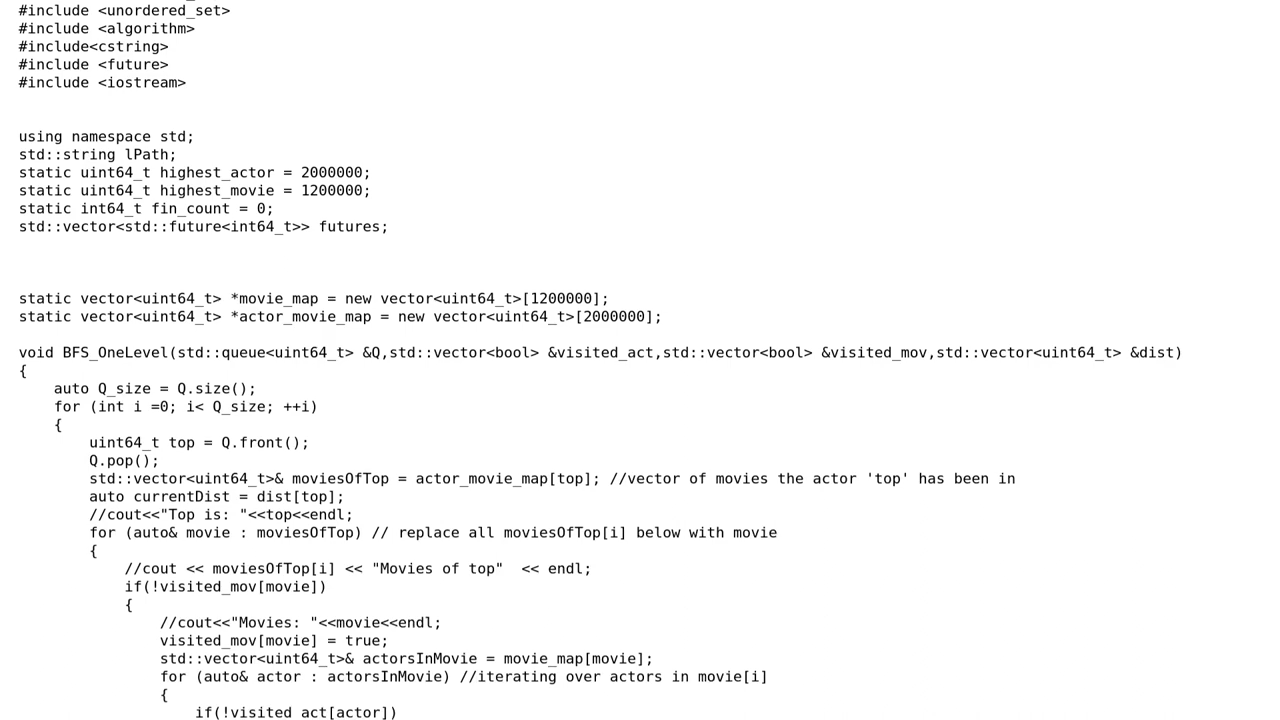 #include <unordered_set>
#include <algorithm>
#include<cstring>
#include <future>
#include <iostream>
using namespace std;
std::string lPath;
static uint64_t highest_actor = 2000000;
static uint64_t highest_movie = 1200000;
static int64_t fin_count = 0;
std::vector<std::future<int64_t>> futures;
static vector<uint64_t> *movie_map = new vector<uint64_t>[1200000];
static vector<uint64_t> *actor_movie_map = new vector<uint64_t>[2000000];
void BFS_OneLevel(std::queue<uint64_t> &Q,std::vector<bool> &visited_act,std::vector<bool> &visited_mov,std::vector<uint64_t> &dist)
{
    auto Q_size = Q.size();
    for (int i =0; i< Q_size; ++i)
    {
        uint64_t top = Q.front();
        Q.pop();
        std::vector<uint64_t>& moviesOfTop = actor_movie_map[top]; //vector of movies the actor 'top' has been in
        auto currentDist = dist[top];
        //cout<<"Top is: "<<top<<endl;
        for (auto& movie : moviesOfTop) // replace all moviesOfTop[i] below with movie
        {
            //cout << moviesOfTop[i] << "Movies of top"  << endl;
            if(!visited_mov[movie])
            {
                //cout<<"Movies: "<<movie<<endl;
                visited_mov[movie] = true;
                std::vector<uint64_t>& actorsInMovie = movie_map[movie];
                for (auto& actor : actorsInMovie) //iterating over actors in movie[i]
                {
                    if(!visited_act[actor])